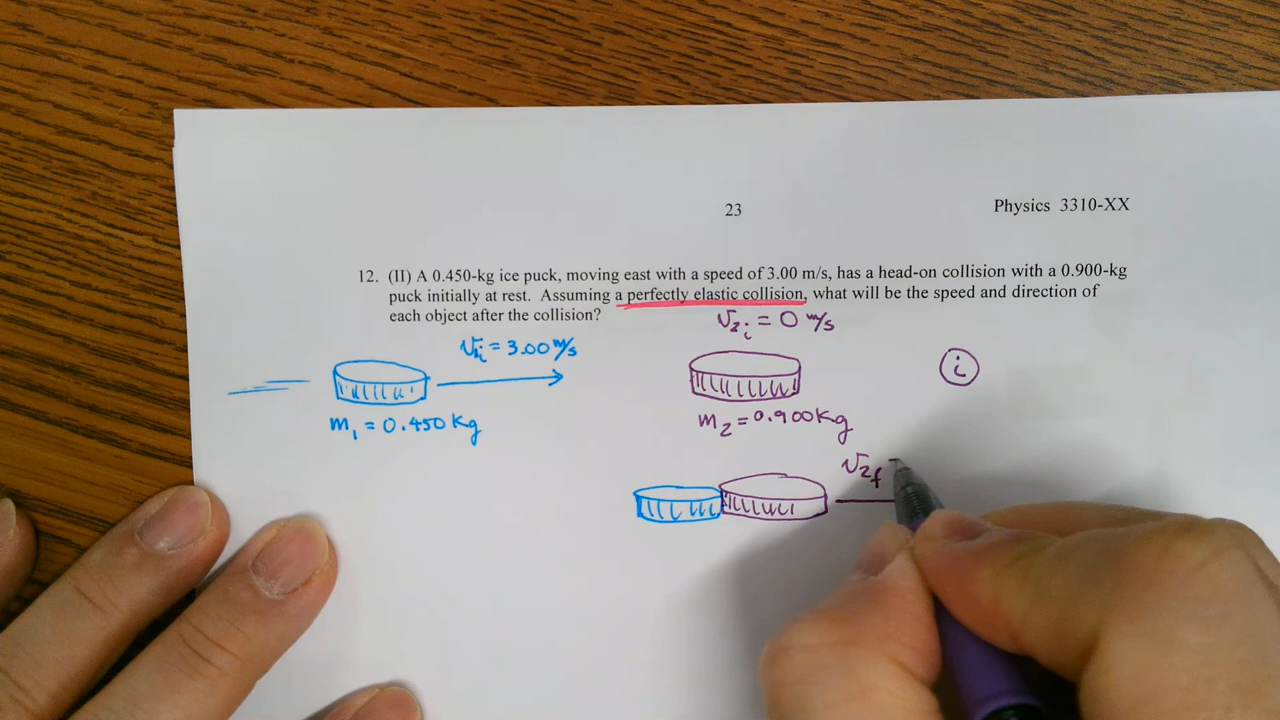 23
Physics 3310-XX
12. (II) A 0.450-kg ice puck, moving east with a speed of 3.00 m/s, has a head-on collision with a 0.900-kg
puck initially at rest. Assuming a perfectly elastic collision, what will be the speed and direction of
each object after the collision?
V2i = 0 m/s
V1i = 3.00 m/s
i
m1 = 0.450 kg
m2 = 0.900 kg
V2f